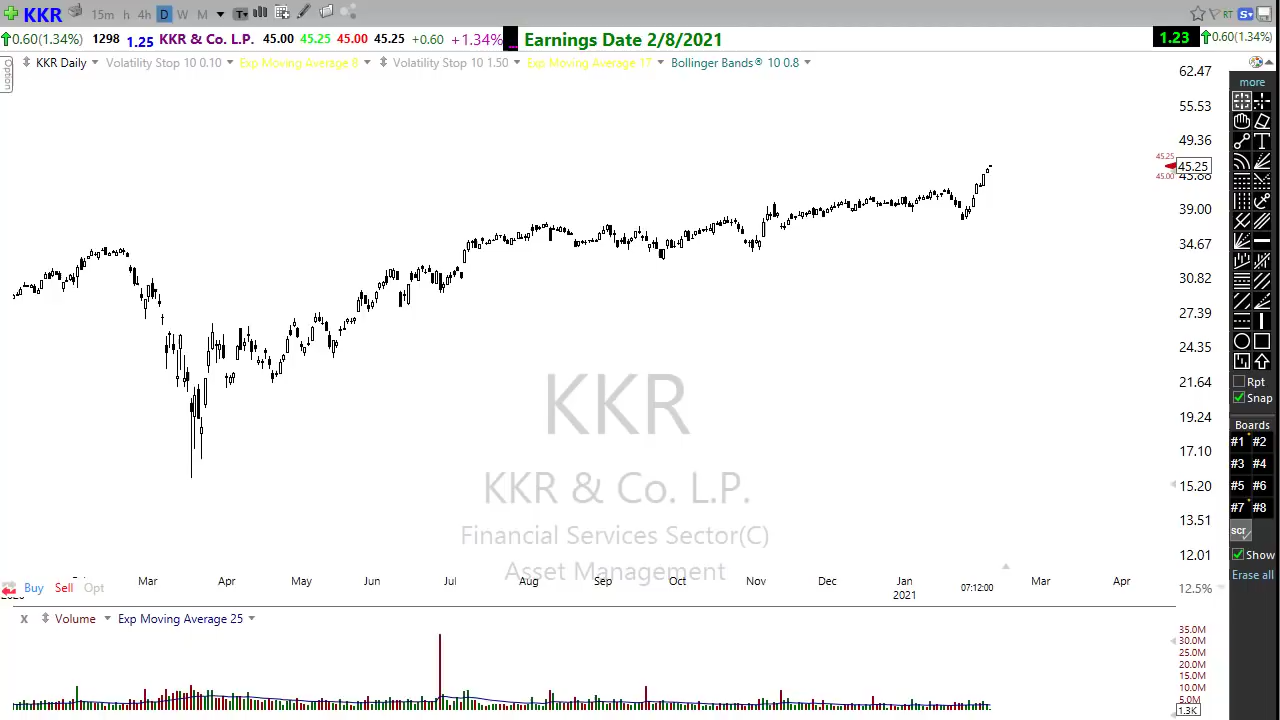 KKR 15m h 4h D W M T RT S
0.60(1.34%) 1298 1.25 KKR & Co. L.P. 45.00 45.25 45.00 45.25 +0.60 +1.34% Earnings Date 2/8/2021 1.23 0.60(1.34%)
Option KKR Daily Volatility Stop 10 0.10 Exp Moving Average 8 Volatility Stop 10 1.50 Exp Moving Average 17 Bollinger Bands® 10 0.8
62.47
more
55.53
49.36
45.25
45.25
45.00
39.00
34.67
30.82
27.39
24.35
21.64
Rpt
Snap
19.24
KKR
Boards
#1 #2
17.10
#3 #4
KKR & Co. L.P.
15.20
#5 #6
#7 #8
13.51
scr
Financial Services Sector(C)
12.01
Show
Asset Management
Erase all
Mar Apr May Jun Jul Aug Sep Oct Nov Dec Jan Mar Apr
Buy Sell Opt
2021 07:12:00
12.5%
x Volume Exp Moving Average 25
35.0M
30.0M
25.0M
20.0M
15.0M
10.0M
5.0M
1.3K